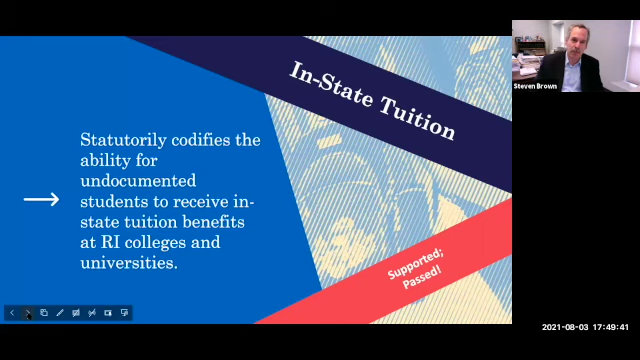 In-State Tuition
Statutorily codifies the
ability for
undocumented
students to receive in-
state tuition benefits
at RI colleges and
universities.
Supported;
Passed!
Steven Brown
2021-08-03 17:49:41